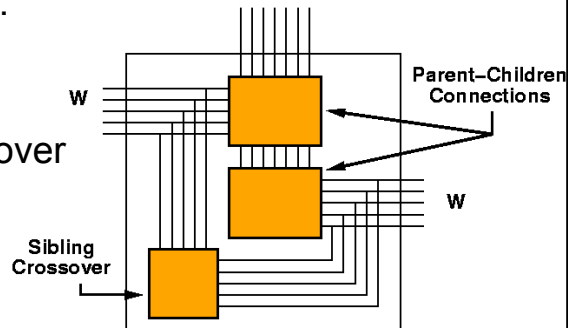 .
Parent–Children
Connections
W
over
W
Sibling
Crossover